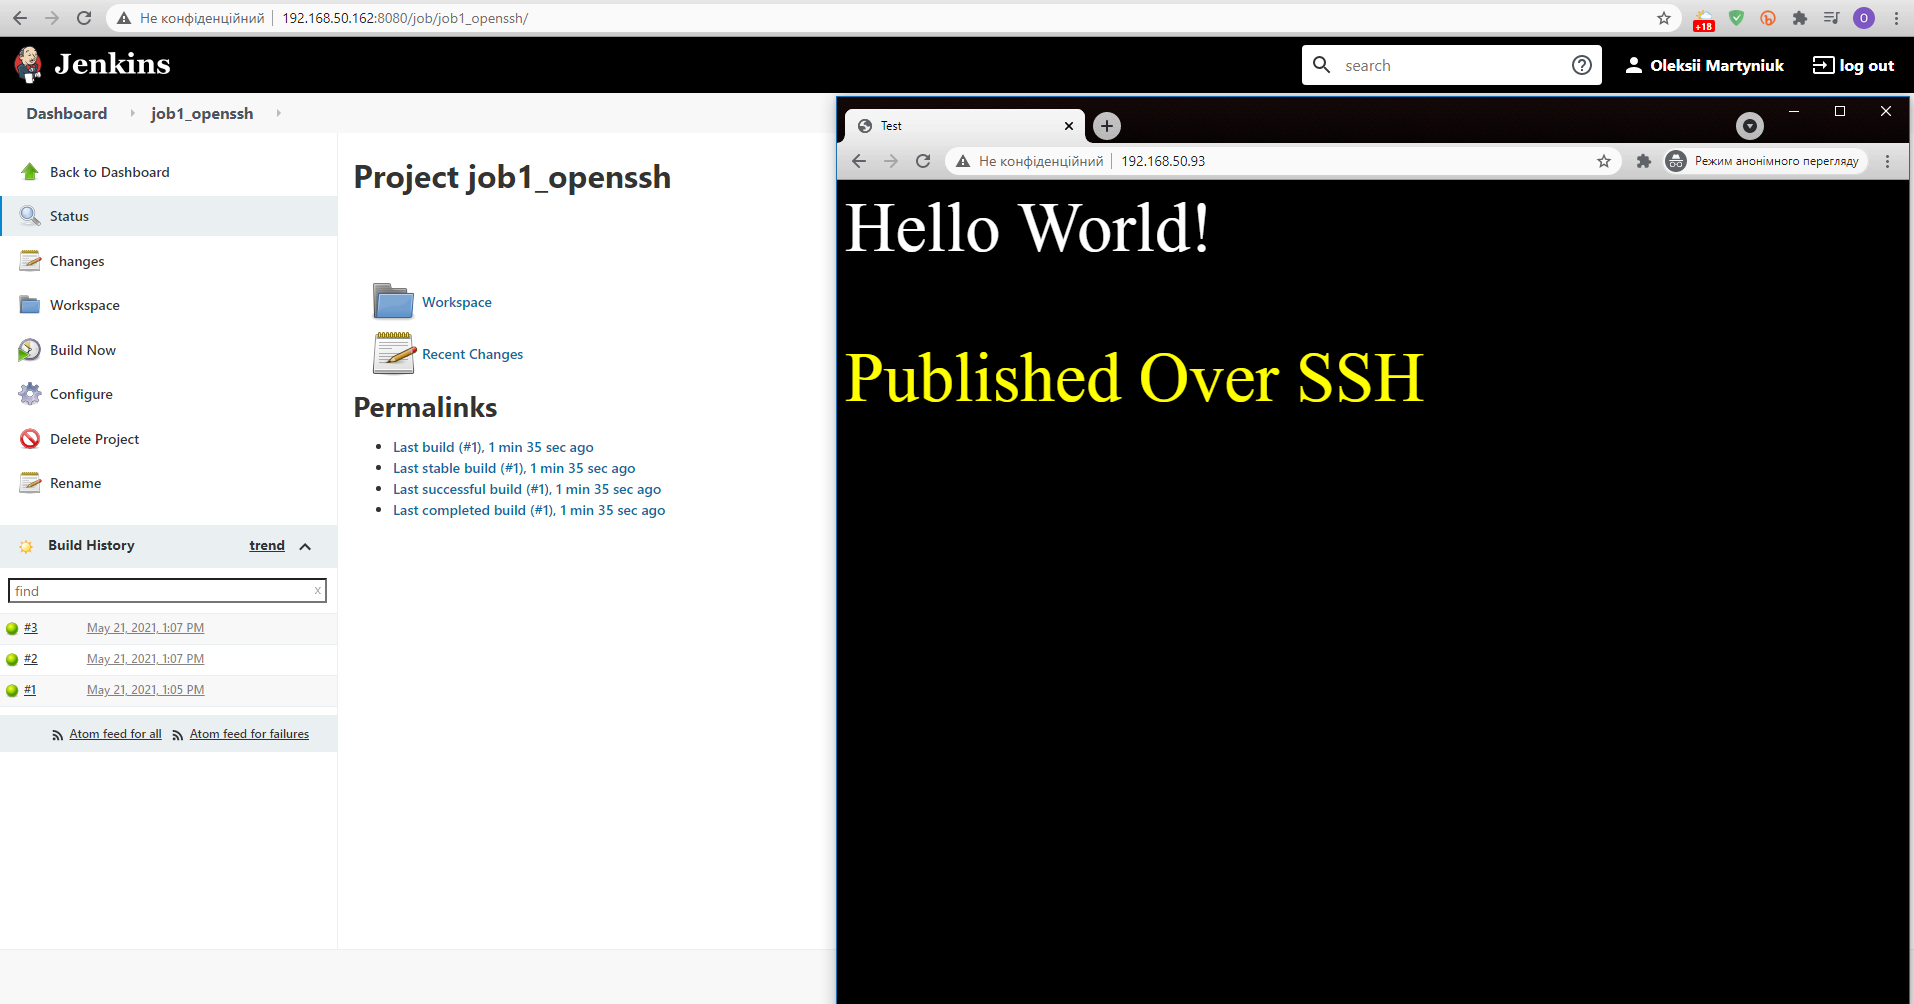 Не конфіденційний 192.168.50.162:8080/job/job1_openssh/
+18
O
Jenkins
search
Oleksii Martyniuk
log out
Dashboard
job1_openssh
Back to Dashboard
Status
Changes
Workspace
Build Now
Configure
Delete Project
Rename
Build History
trend
find
x
#3 May 21, 2021, 1:07 PM
#2 May 21, 2021, 1:07 PM
#1 May 21, 2021, 1:05 PM
Atom feed for all
Atom feed for failures
Project job1_openssh
Workspace
Recent Changes
Permalinks
Last build (#1), 1 min 35 sec ago
Last stable build (#1), 1 min 35 sec ago
Last successful build (#1), 1 min 35 sec ago
Last completed build (#1), 1 min 35 sec ago
Test
Не конфіденційний 192.168.50.93
Режим анонімного перегляду
Hello World!
Published Over SSH